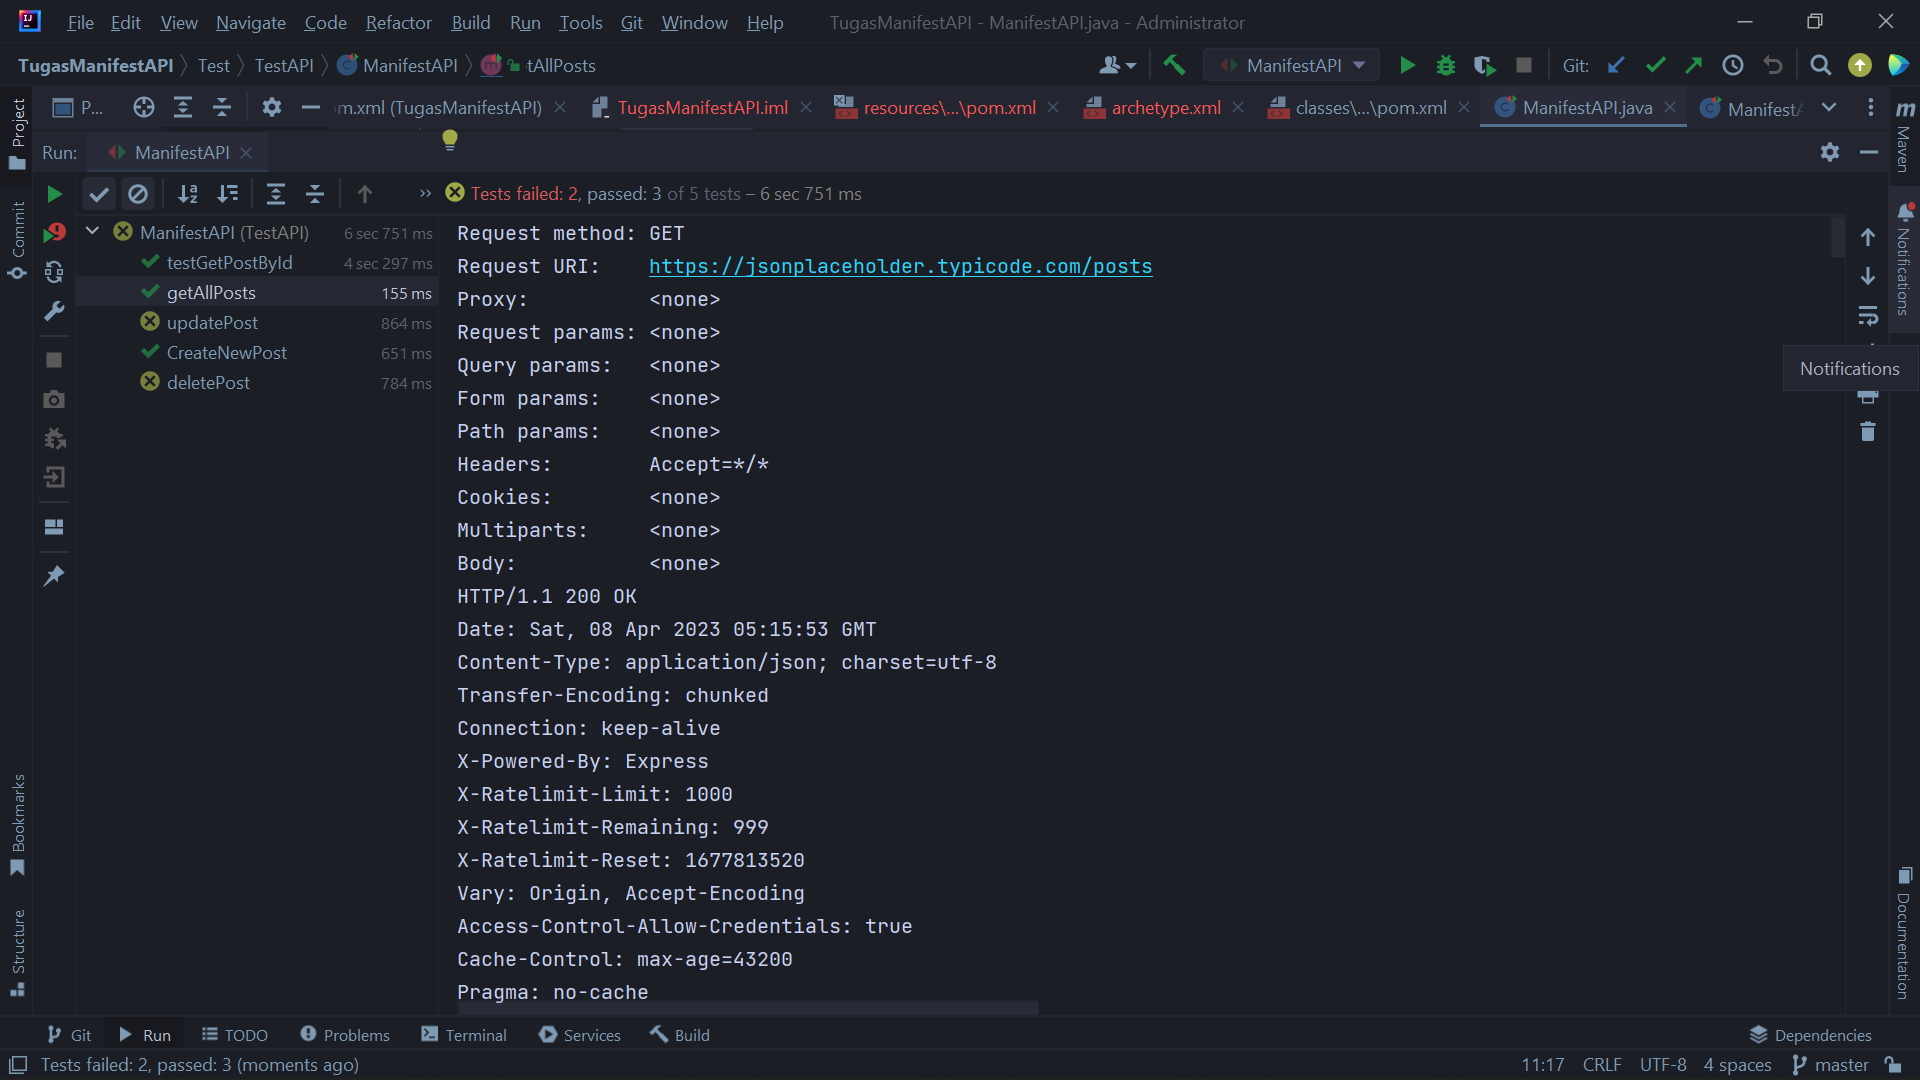 File Edit View Navigate Code Refactor Build Run Tools Git Window Help TugasManifestAPI - ManifestAPI.java - Administrator
TugasManifestAPI Test TestAPI ManifestAPI tAllPosts ManifestAPI Git:
P... m.xml (TugasManifestAPI) TugasManifestAPI.iml resources\...\pom.xml archetype.xml classes\...\pom.xml ManifestAPI.java ManifestA
Run: ManifestAPI
Tests failed: 2, passed: 3 of 5 tests – 6 sec 751 ms
ManifestAPI (TestAPI) 6 sec 751 ms
testGetPostById 4 sec 297 ms
getAllPosts 155 ms
updatePost 864 ms
CreateNewPost 651 ms
deletePost 784 ms
Request method: GET
Request URI: https://jsonplaceholder.typicode.com/posts
Proxy: <none>
Request params: <none>
Query params: <none>
Form params: <none>
Path params: <none>
Headers: Accept=*/*
Cookies: <none>
Multiparts: <none>
Body: <none>
HTTP/1.1 200 OK
Date: Sat, 08 Apr 2023 05:15:53 GMT
Content-Type: application/json; charset=utf-8
Transfer-Encoding: chunked
Connection: keep-alive
X-Powered-By: Express
X-Ratelimit-Limit: 1000
X-Ratelimit-Remaining: 999
X-Ratelimit-Reset: 1677813520
Vary: Origin, Accept-Encoding
Access-Control-Allow-Credentials: true
Cache-Control: max-age=43200
Pragma: no-cache
Project
Commit
Bookmarks
Structure
Maven
Notifications
Notifications
Documentation
Git Run TODO Problems Terminal Services Build Dependencies
Tests failed: 2, passed: 3 (moments ago) 11:17 CRLF UTF-8 4 spaces master